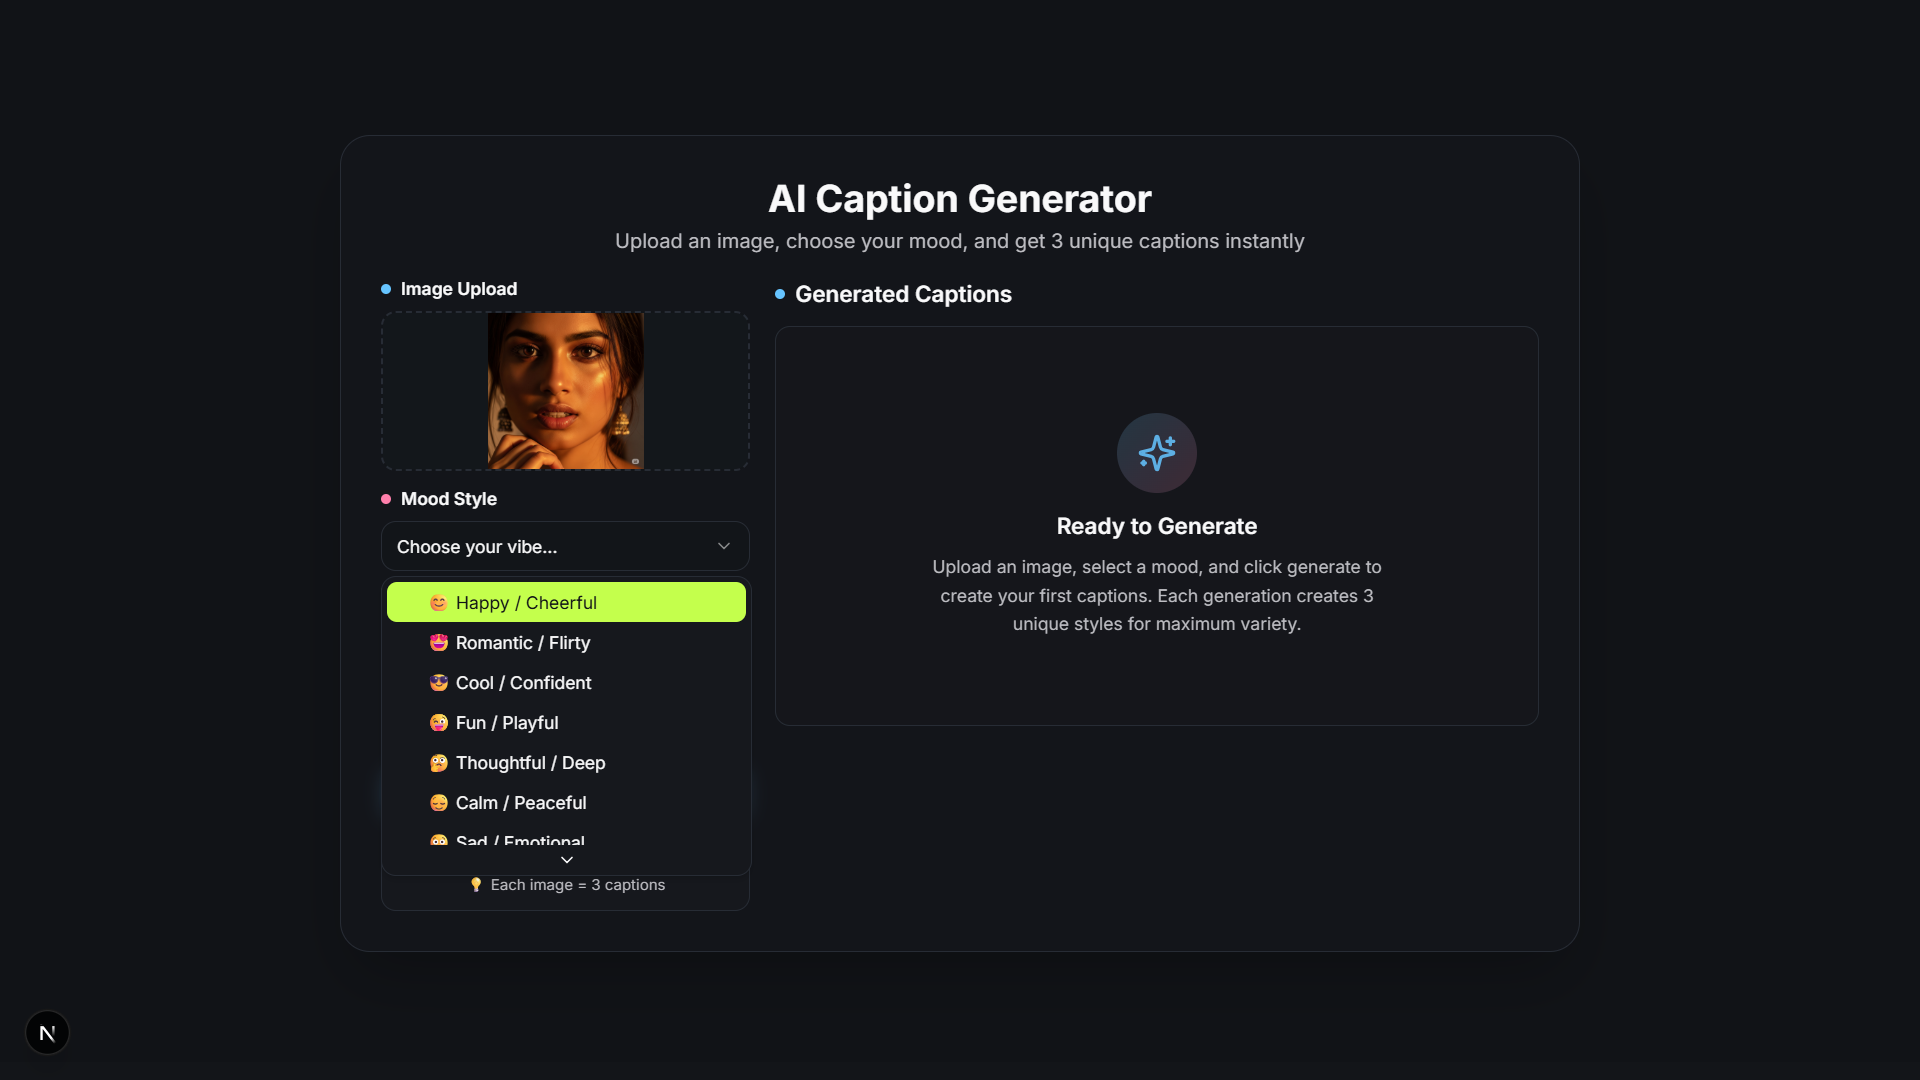 AI Caption Generator
Upload an image, choose your mood, and get 3 unique captions instantly
Image Upload
Mood Style
Choose your vibe...
😊 Happy / Cheerful
😍 Romantic / Flirty
😎 Cool / Confident
😜 Fun / Playful
🤔 Thoughtful / Deep
😌 Calm / Peaceful
Sad / Emotional
💡 Each image = 3 captions
Generated Captions
Ready to Generate
Upload an image, select a mood, and click generate to
create your first captions. Each generation creates 3
unique styles for maximum variety.
N